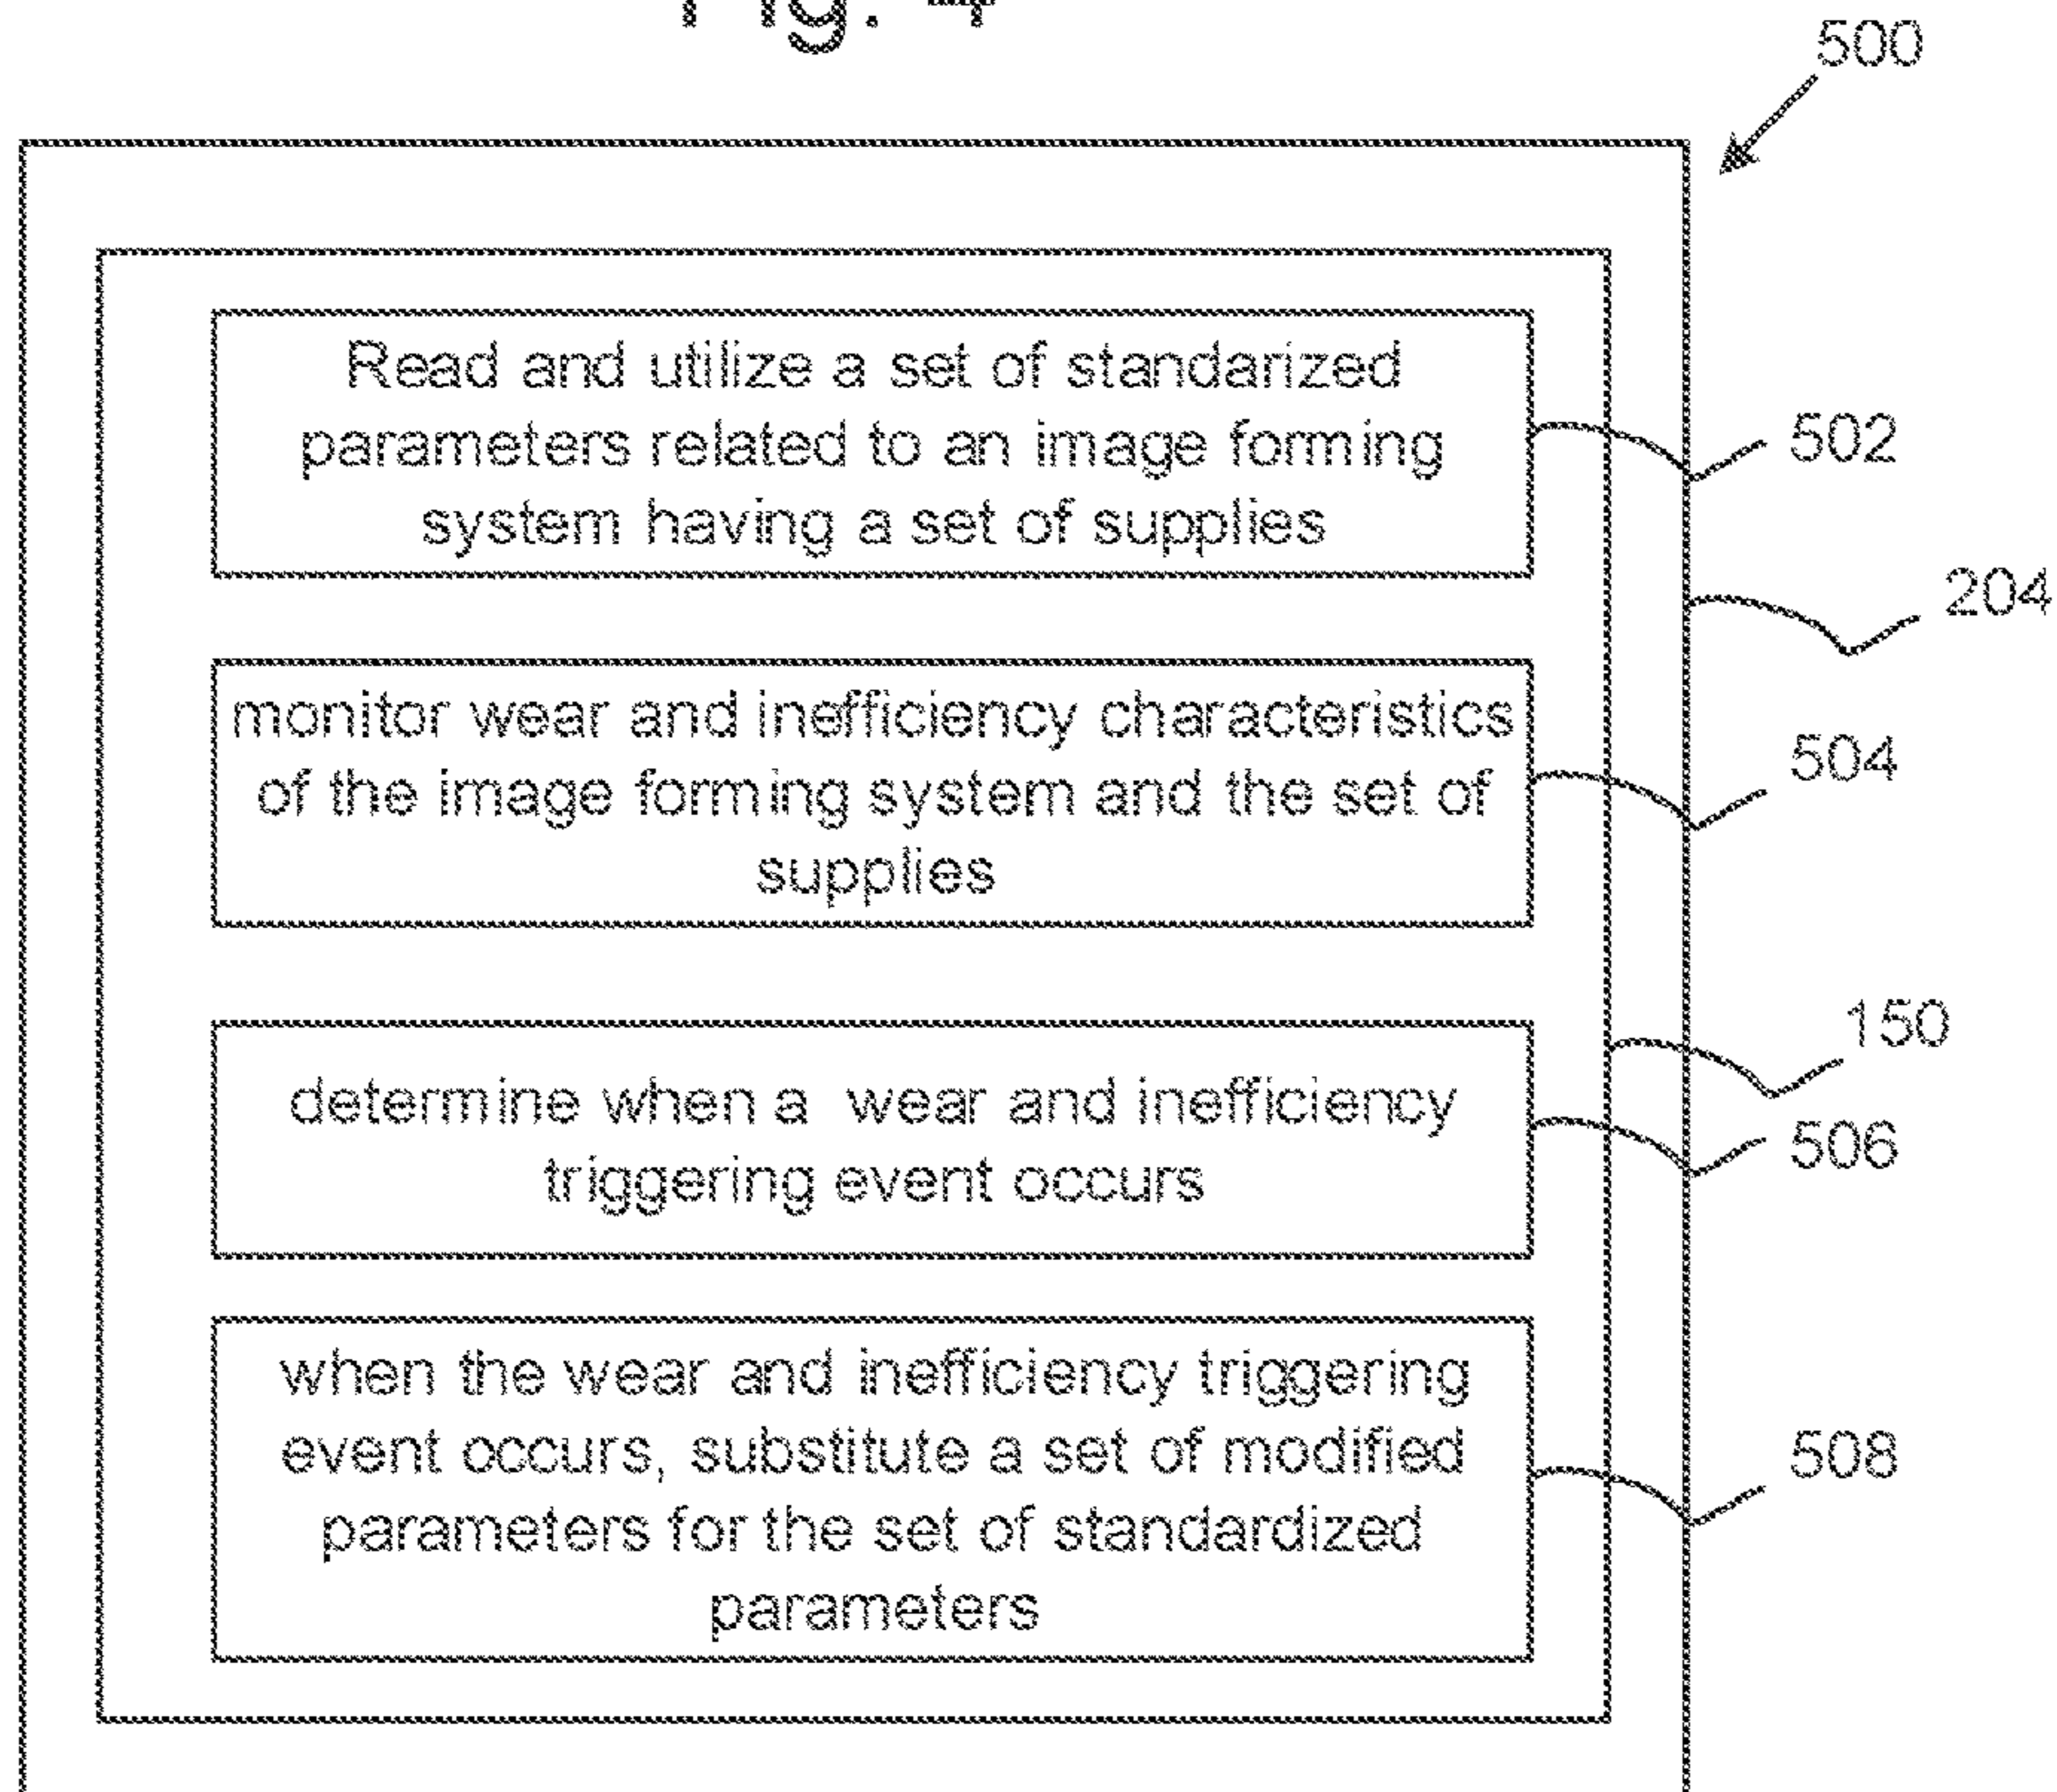 Fig. 4
500
Read and utilize a set of standarized
parameters related to an image forming
system having a set of supplies
502
204
monitor wear and inefficiency characteristics
of the image forming system and the set of
supplies
504
150
determine when a wear and inefficiency
triggering event occurs
506
when the wear and inefficiency triggering
event occurs, substitute a set of modified
parameters for the set of standardized
parameters
508